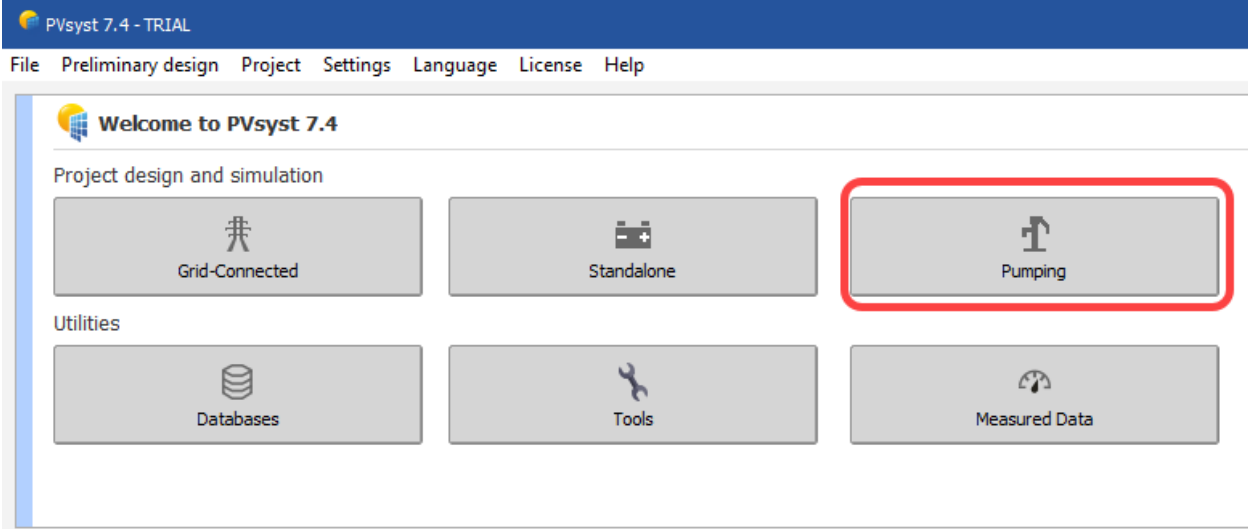 PVsyst 7.4 - TRIAL
File Preliminary design Project Settings Language License Help
Welcome to PVsyst 7.4
Project design and simulation
Grid-Connected Standalone Pumping
Utilities
Databases Tools Measured Data